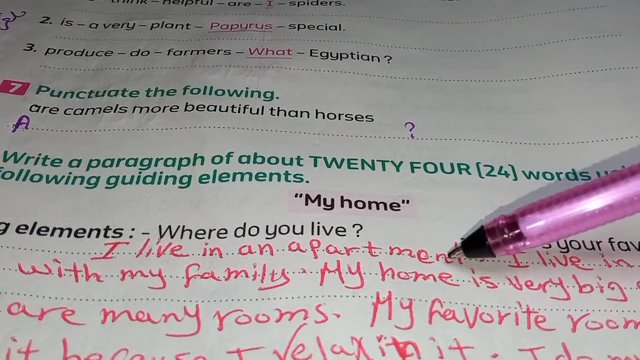 think – helpful – are – I – spiders.
2. is – a very – plant – Papyrus – special.
3. produce – do – farmers – What – Egyptian ?
7 Punctuate the following.
are camels more beautiful than horses
A ?
Write a paragraph of about TWENTY FOUR (24) words
following guiding elements.
"My home"
elements : - Where do you live ? your
I live in an apartment. I live in
with my family. My home is very big
are many rooms. My favorite room
it because I relax in it. I